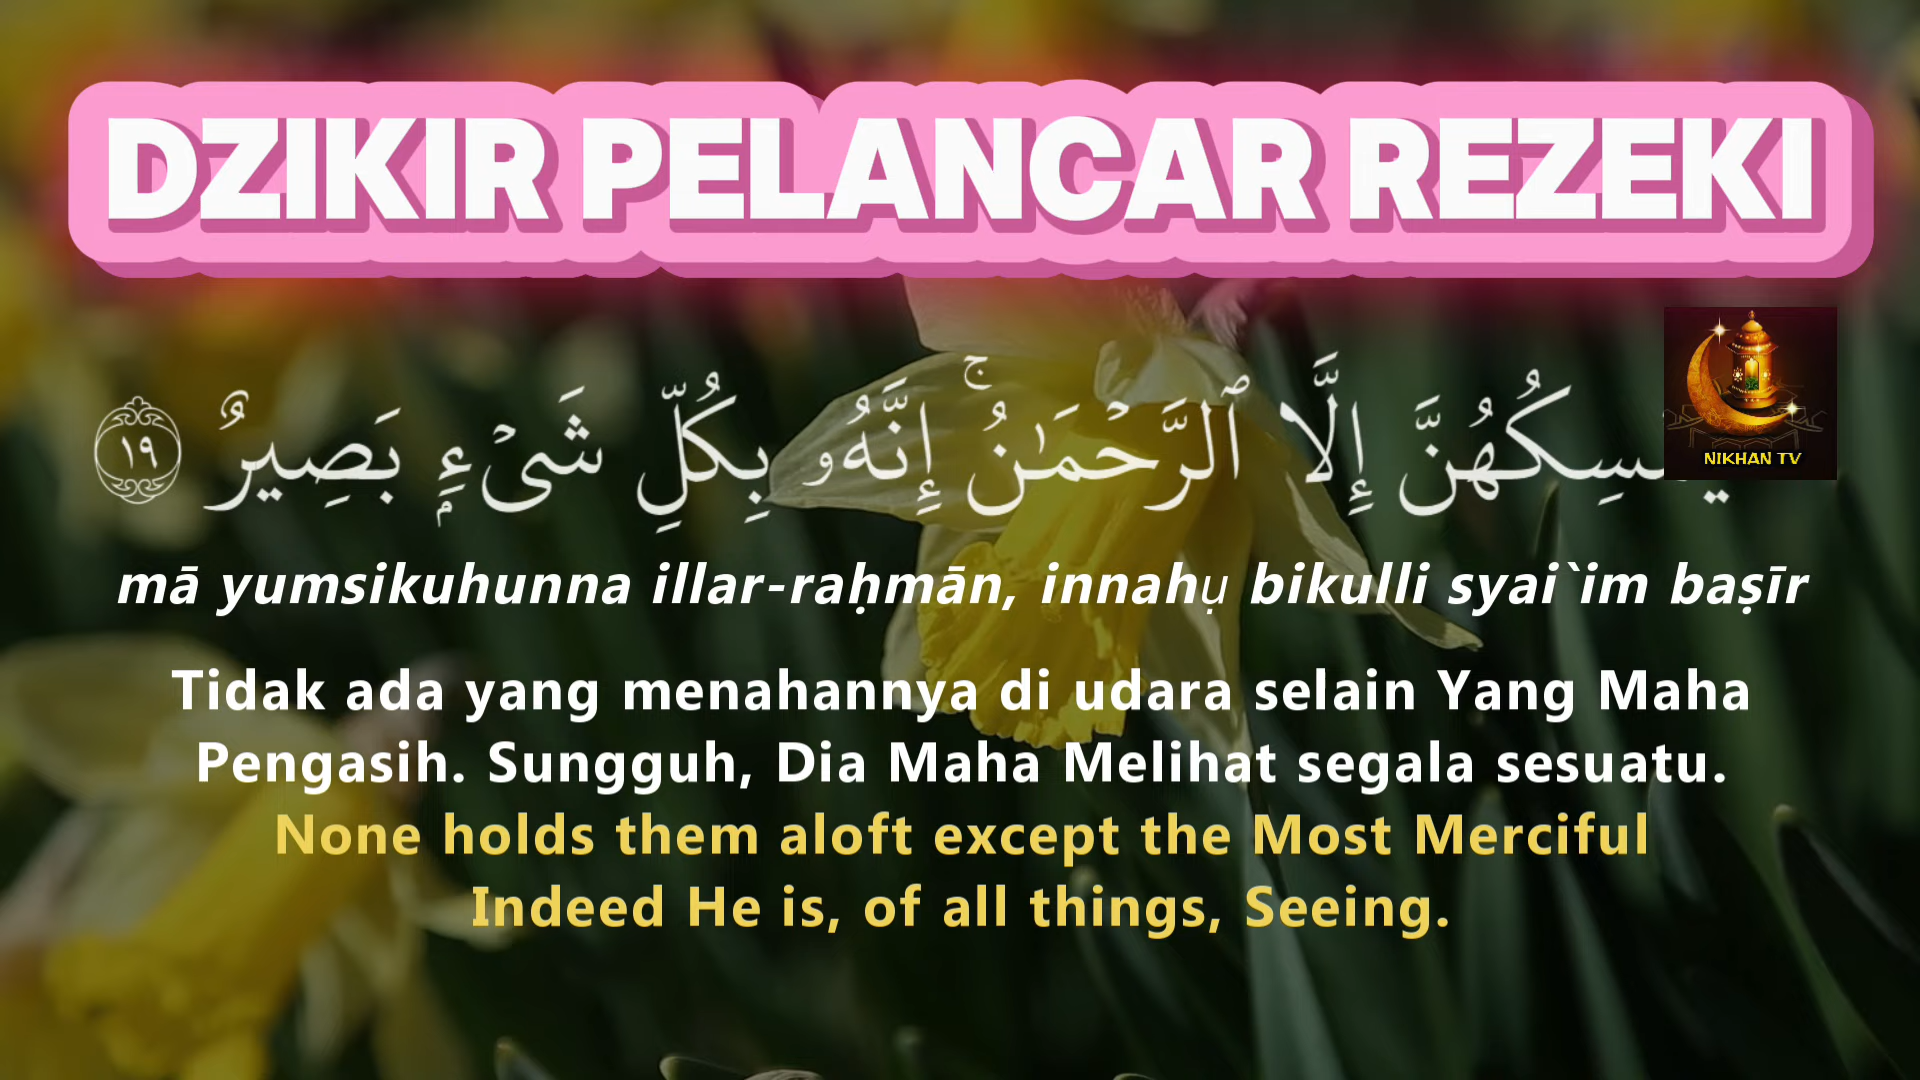 DZIKIR PELANCAR REZEKI
إِلَّا ٱلرَّحْمَـٰنُ ۚ إِنَّهُۥ بِكُلِّ شَىْءٍۭ بَصِيرٌ ١٩
NIKHAN TV
mā yumsikuhunna illar-raḥmān, innahụ bikulli syai`im baṣīr
Tidak ada yang menahannya di udara selain Yang Maha
Pengasih. Sungguh, Dia Maha Melihat segala sesuatu.
None holds them aloft except the Most Merciful
Indeed He is, of all things, Seeing.